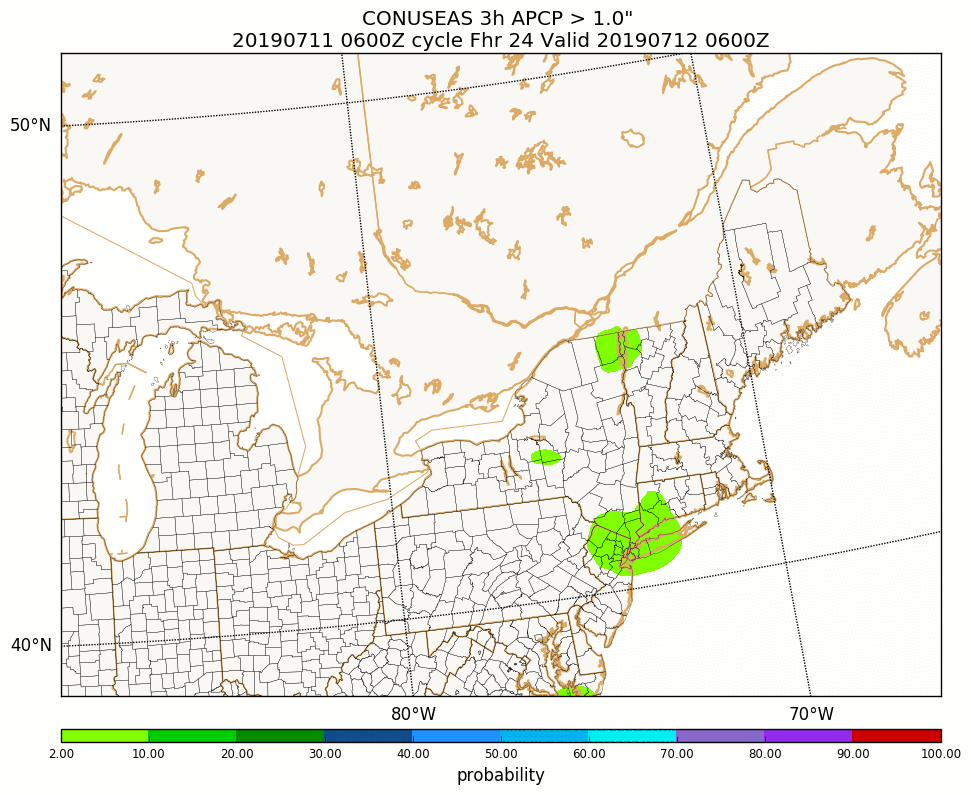 CONUSEAS 3h APCP > 1.0"
20190711 0600Z cycle Fhr 24 Valid 20190712 0600Z
50°N
40°N
80°W 70°W
2.00 10.00 20.00 30.00 40.00 50.00 60.00 70.00 80.00 90.00 100.00
probability